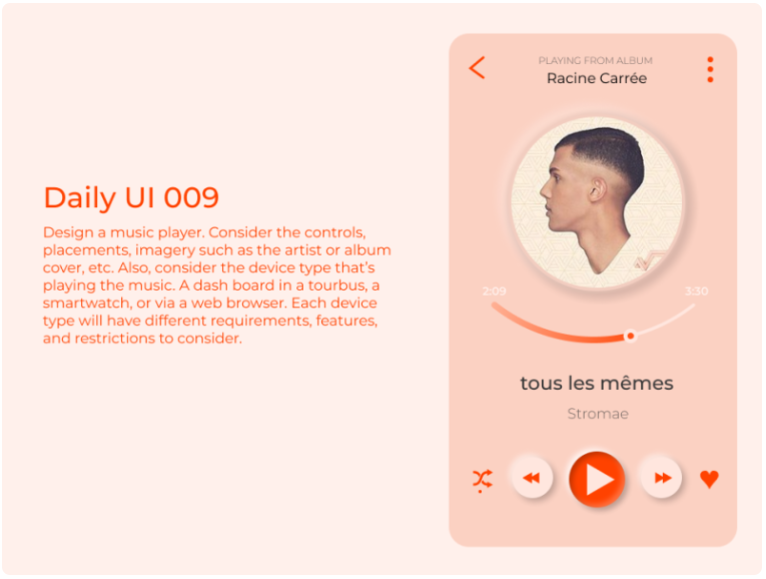 Daily UI 009
Design a music player. Consider the controls,
placements, imagery such as the artist or album
cover, etc. Also, consider the device type that's
playing the music. A dash board in a tourbus, a
smartwatch, or via a web browser. Each device
type will have different requirements, features,
and restrictions to consider.
PLAYING FROM ALBUM
Racine Carrée
2:09
3:30
tous les mêmes
Stromae